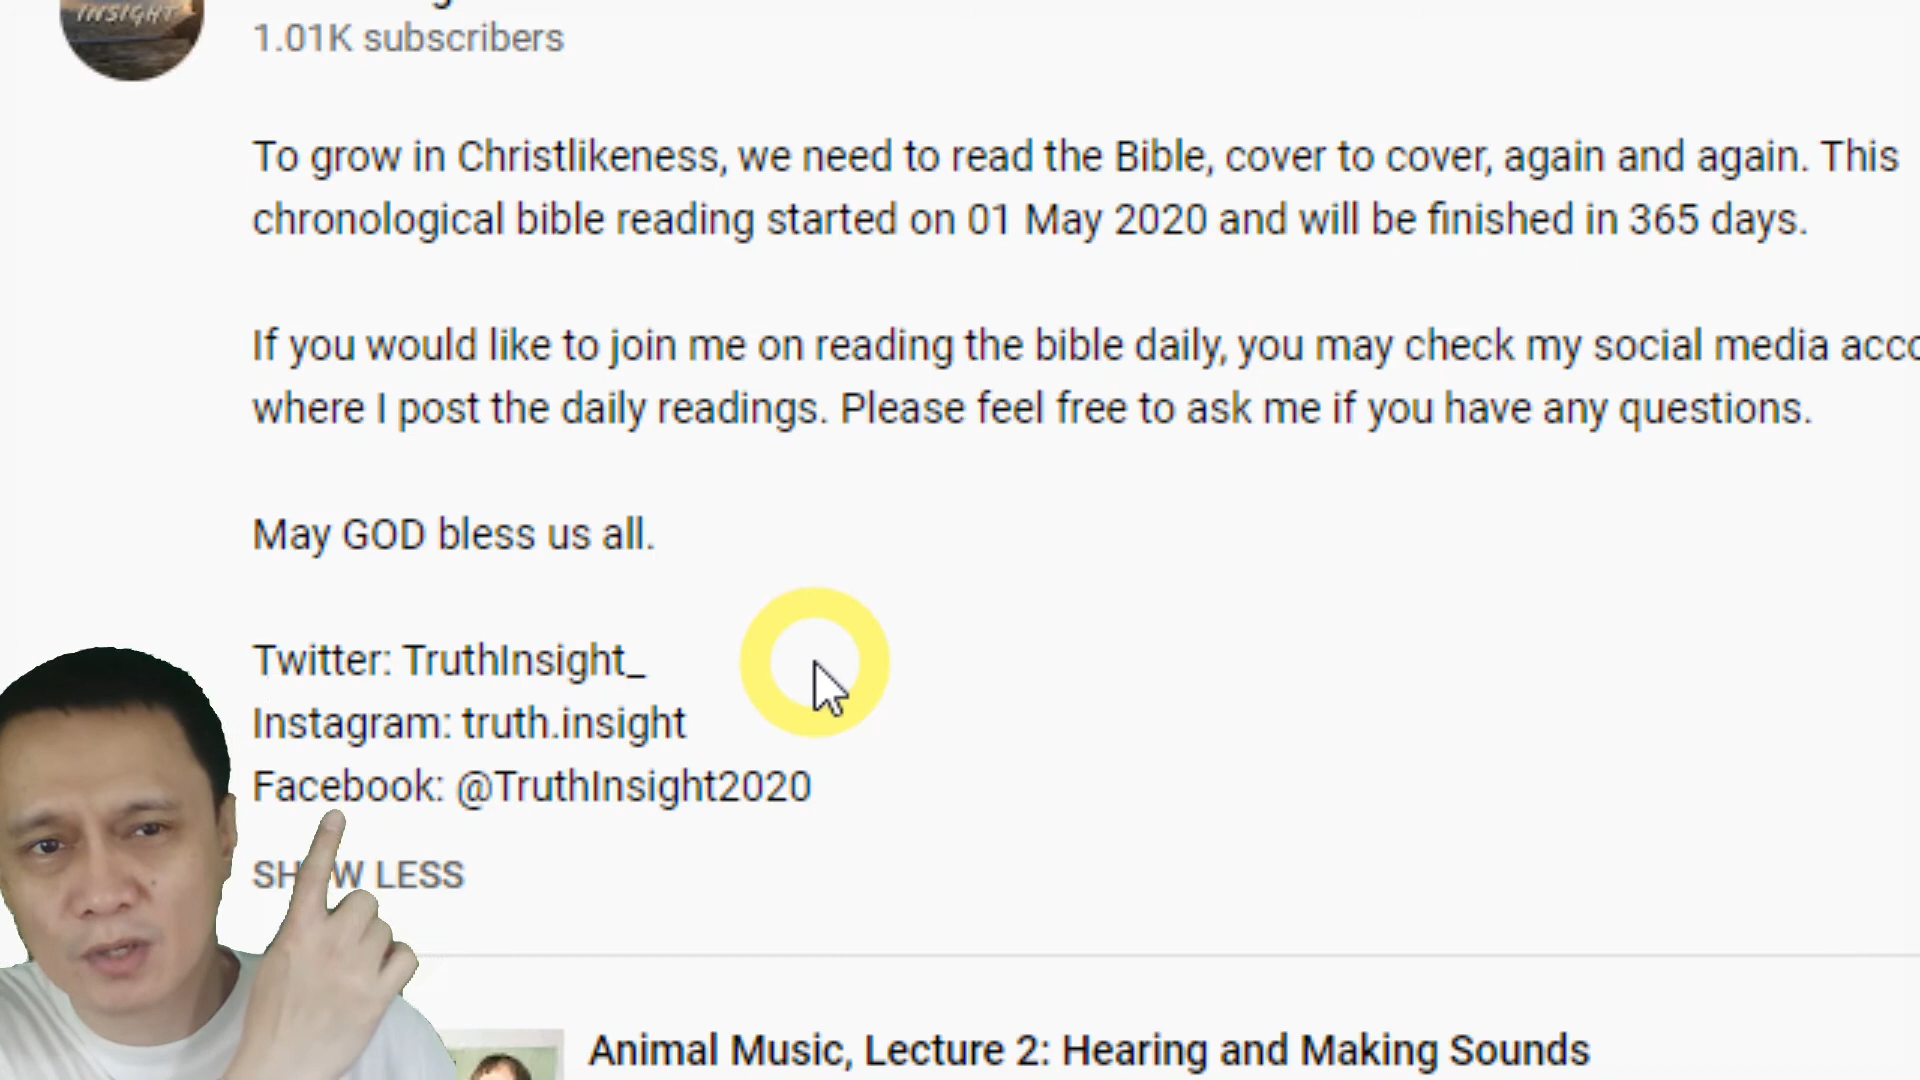 INSIGHT
1.01K subscribers
To grow in Christlikeness, we need to read the Bible, cover to cover, again and again. This
chronological bible reading started on 01 May 2020 and will be finished in 365 days.
If you would like to join me on reading the bible daily, you may check my social media acco
where I post the daily readings. Please feel free to ask me if you have any questions.
May GOD bless us all.
Twitter: TruthInsight_
Instagram: truth.insight
Facebook: @TruthInsight2020
SHOW LESS
Animal Music, Lecture 2: Hearing and Making Sounds